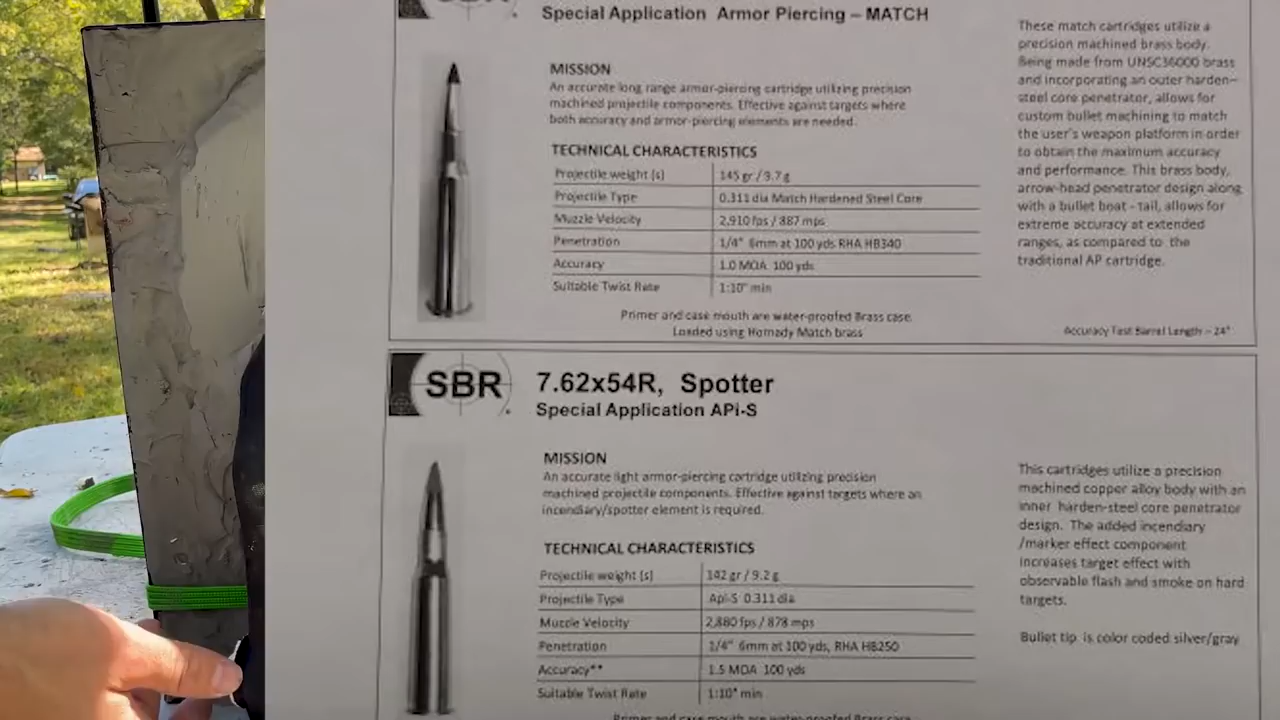 SBR
Special Application Armor Piercing – MATCH
MISSION
An accurate long range armor-piercing cartridge utilizing precision
machined projectile components. Effective against targets where
both accuracy and armor-piercing elements are needed.
TECHNICAL CHARACTERISTICS
Projectile weight (s) 145 gr / 9.7 g
Projectile Type 0.311 dia Match Hardened Steel Core
Muzzle Velocity 2,910 fps / 887 mps
Penetration 1/4" 6mm at 100 yds RHA HB340
Accuracy 1.0 MOA 100 yds
Suitable Twist Rate 1:10" min
Primer and case mouth are water-proofed Brass case.
Loaded using Hornady Match brass
These match cartridges utilize a
precision machined brass body.
Being made from UNSC36000 brass
and incorporating an outer harden–
steel core penetrator, allows for
custom bullet machining to match
the user's weapon platform in order
to obtain the maximum accuracy
and performance. This brass body,
arrow-head penetrator design along
with a bullet boat - tail, allows for
extreme accuracy at extended
ranges, as compared to the
traditional AP cartridge.
Accuracy Test Barrel Length – 24"
SBR
7.62x54R, Spotter
Special Application APi-S
MISSION
An accurate light armor-piercing cartridge utilizing precision
machined projectile components. Effective against targets where an
incendiary/spotter element is required.
TECHNICAL CHARACTERISTICS
Projectile weight (s) 142 gr / 9.2 g
Projectile Type Api-S 0.311 dia
Muzzle Velocity 2,880 fps / 878 mps
Penetration 1/4" 6mm at 100 yds, RHA HB250
Accuracy** 1.5 MOA 100 yds
Suitable Twist Rate 1:10" min
Primer and case mouth are water-proofed Brass case.
This cartridges utilize a precision
machined copper alloy body with an
inner harden-steel core penetrator
design. The added incendiary
/marker effect component
increases target effect with
observable flash and smoke on hard
targets.
Bullet tip is color coded silver/gray